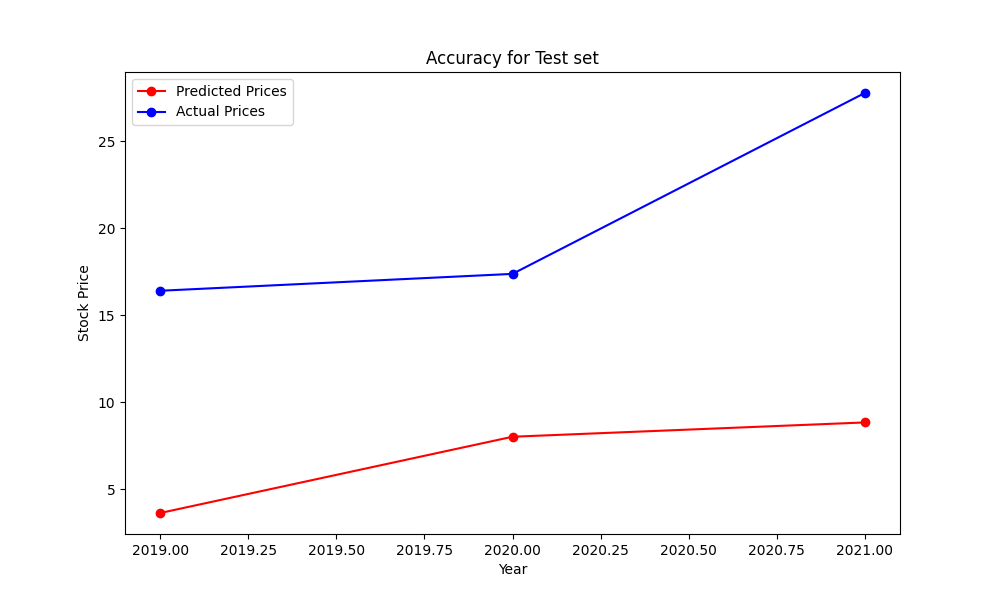 Accuracy for Test set
Predicted Prices
Actual Prices
25
20
15
10
5
Stock Price
2019.00 2019.25 2019.50 2019.75 2020.00 2020.25 2020.50 2020.75 2021.00
Year